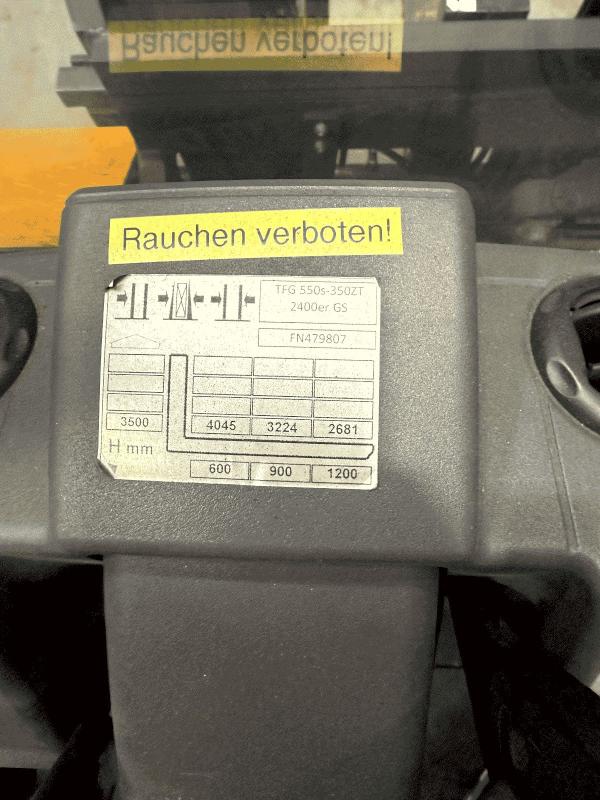 Rauchen verboten!
Rauchen verboten!
TFG 550s-350ZT
2400er GS
FN479807
3500 4045 3224 2681
H mm
600 900 1200